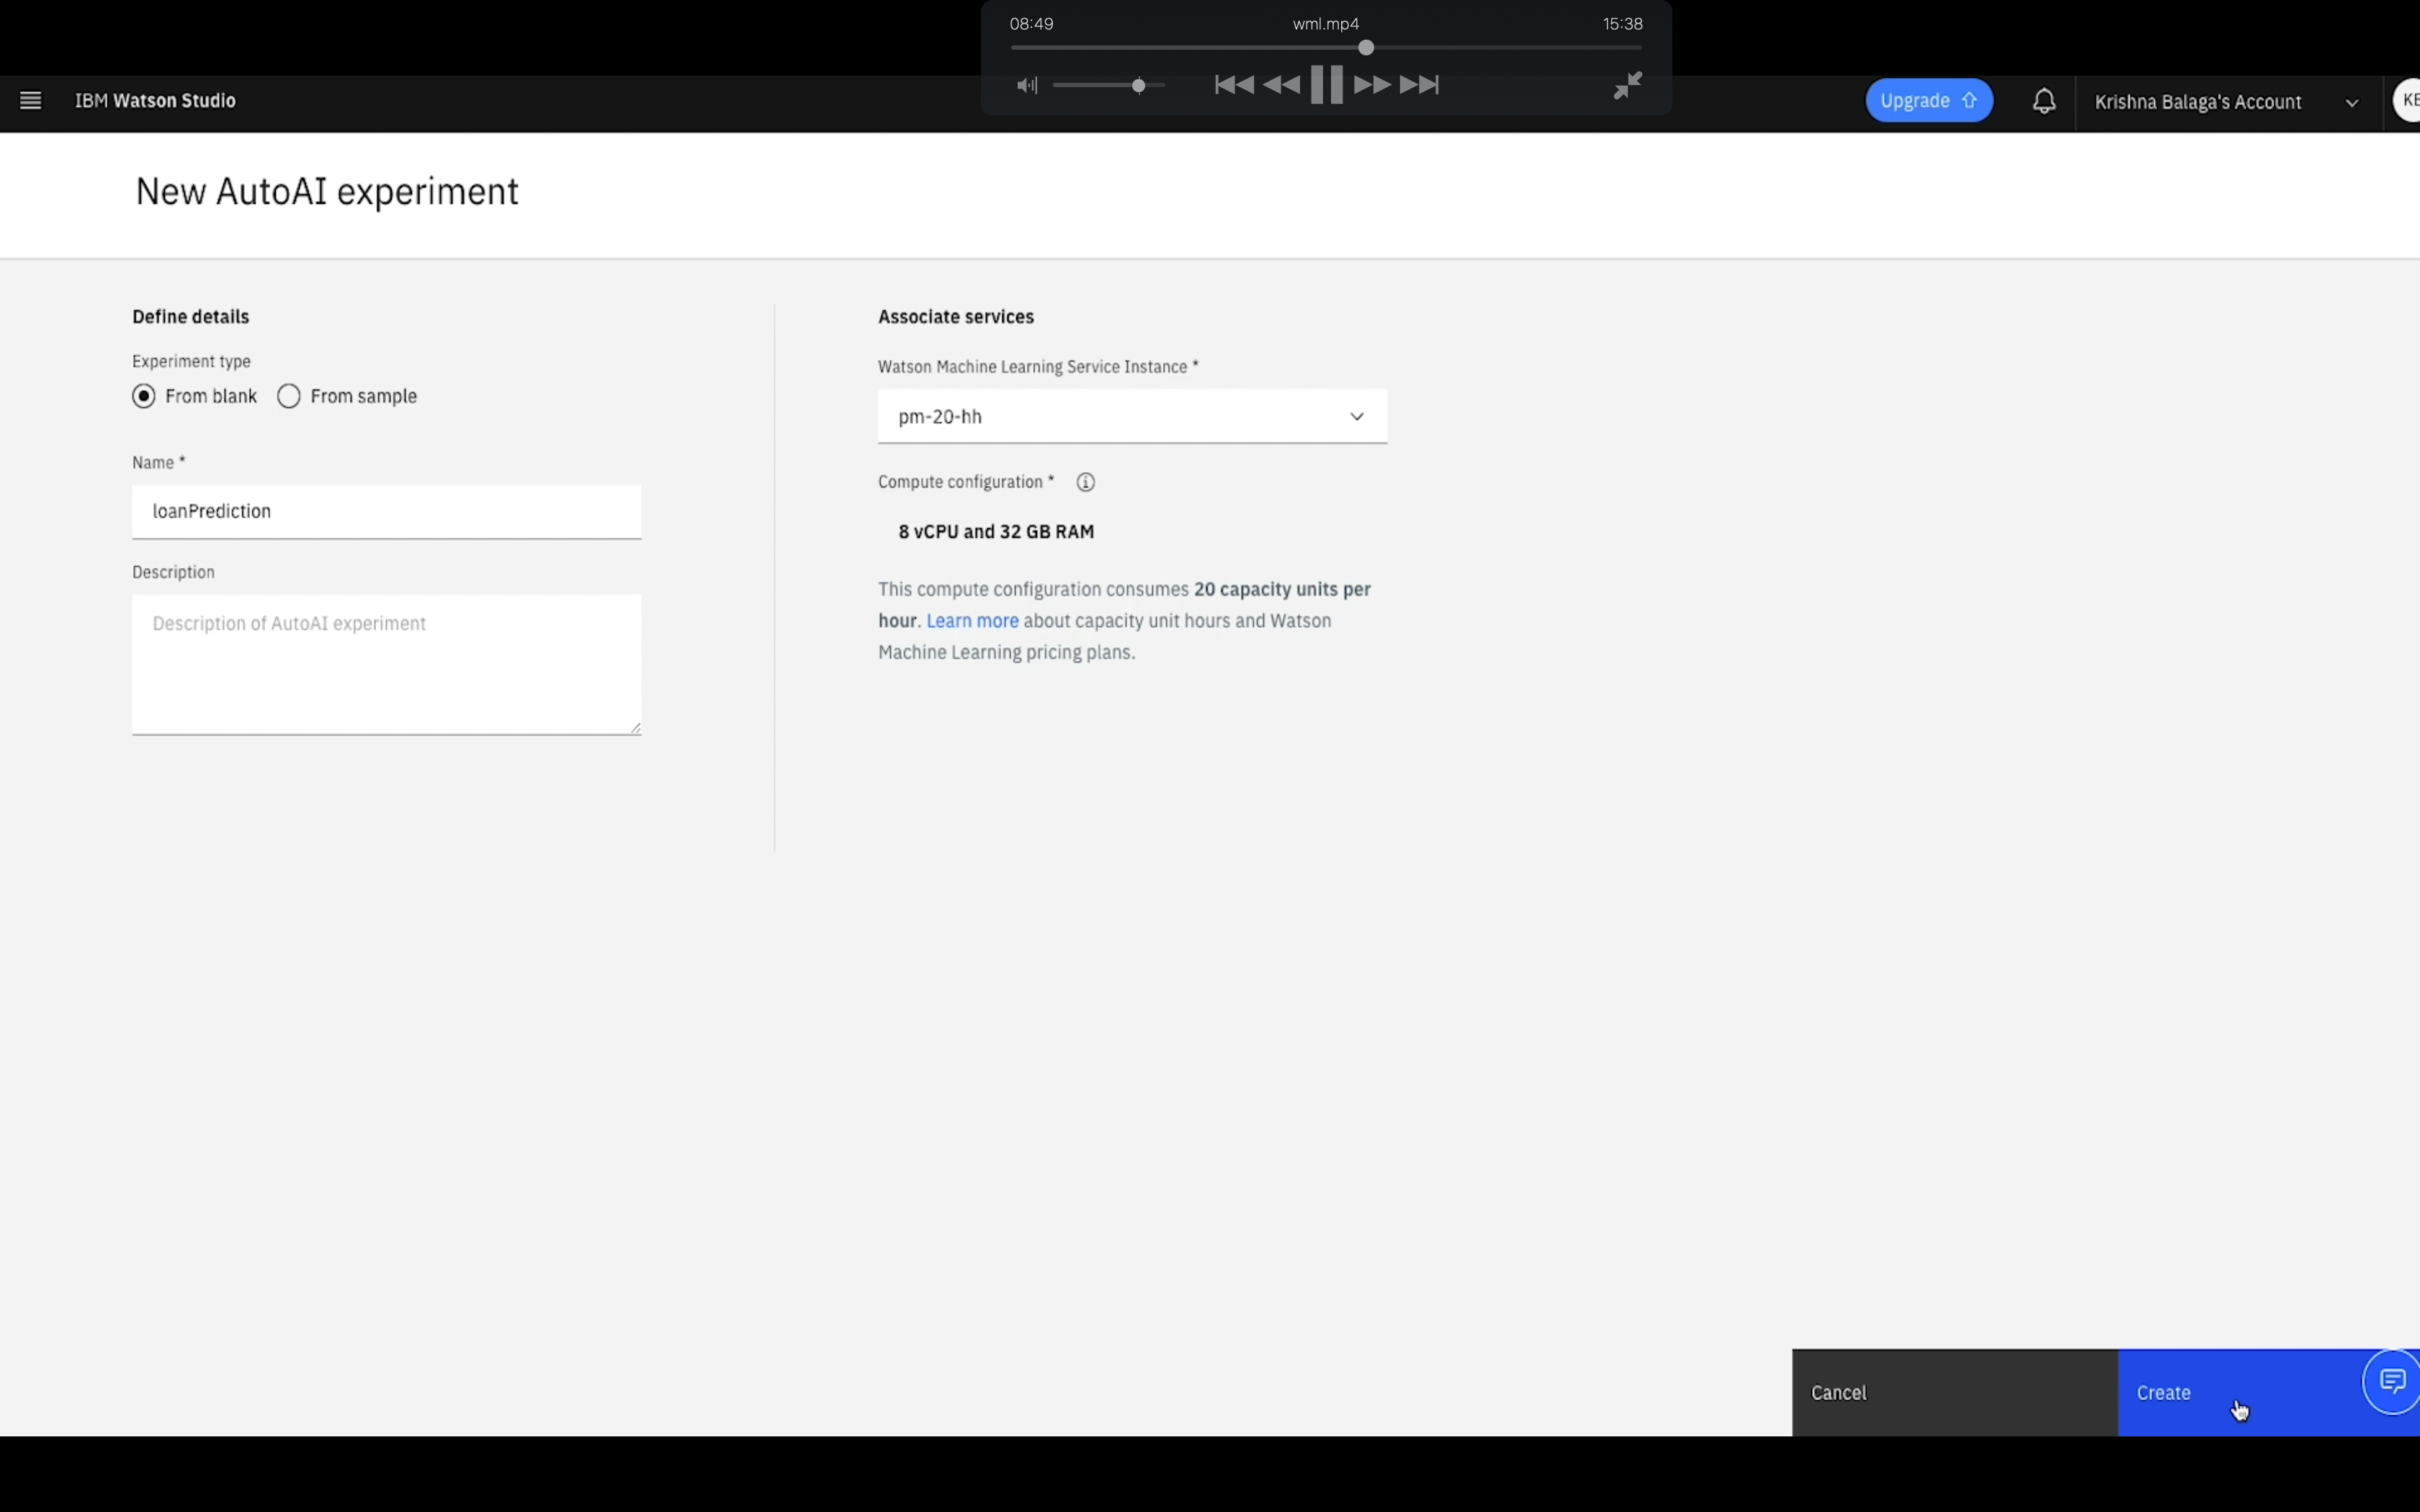 08:49 wml.mp4 15:38
IBM Watson Studio
Upgrade
Krishna Balaga's Account
New AutoAI experiment
Define details
Experiment type
From blank
From sample
Name *
loanPrediction
Description
Description of AutoAI experiment
Associate services
Watson Machine Learning Service Instance *
pm-20-hh
Compute configuration *
8 vCPU and 32 GB RAM
This compute configuration consumes 20 capacity units per
hour. Learn more about capacity unit hours and Watson
Machine Learning pricing plans.
Cancel
Create